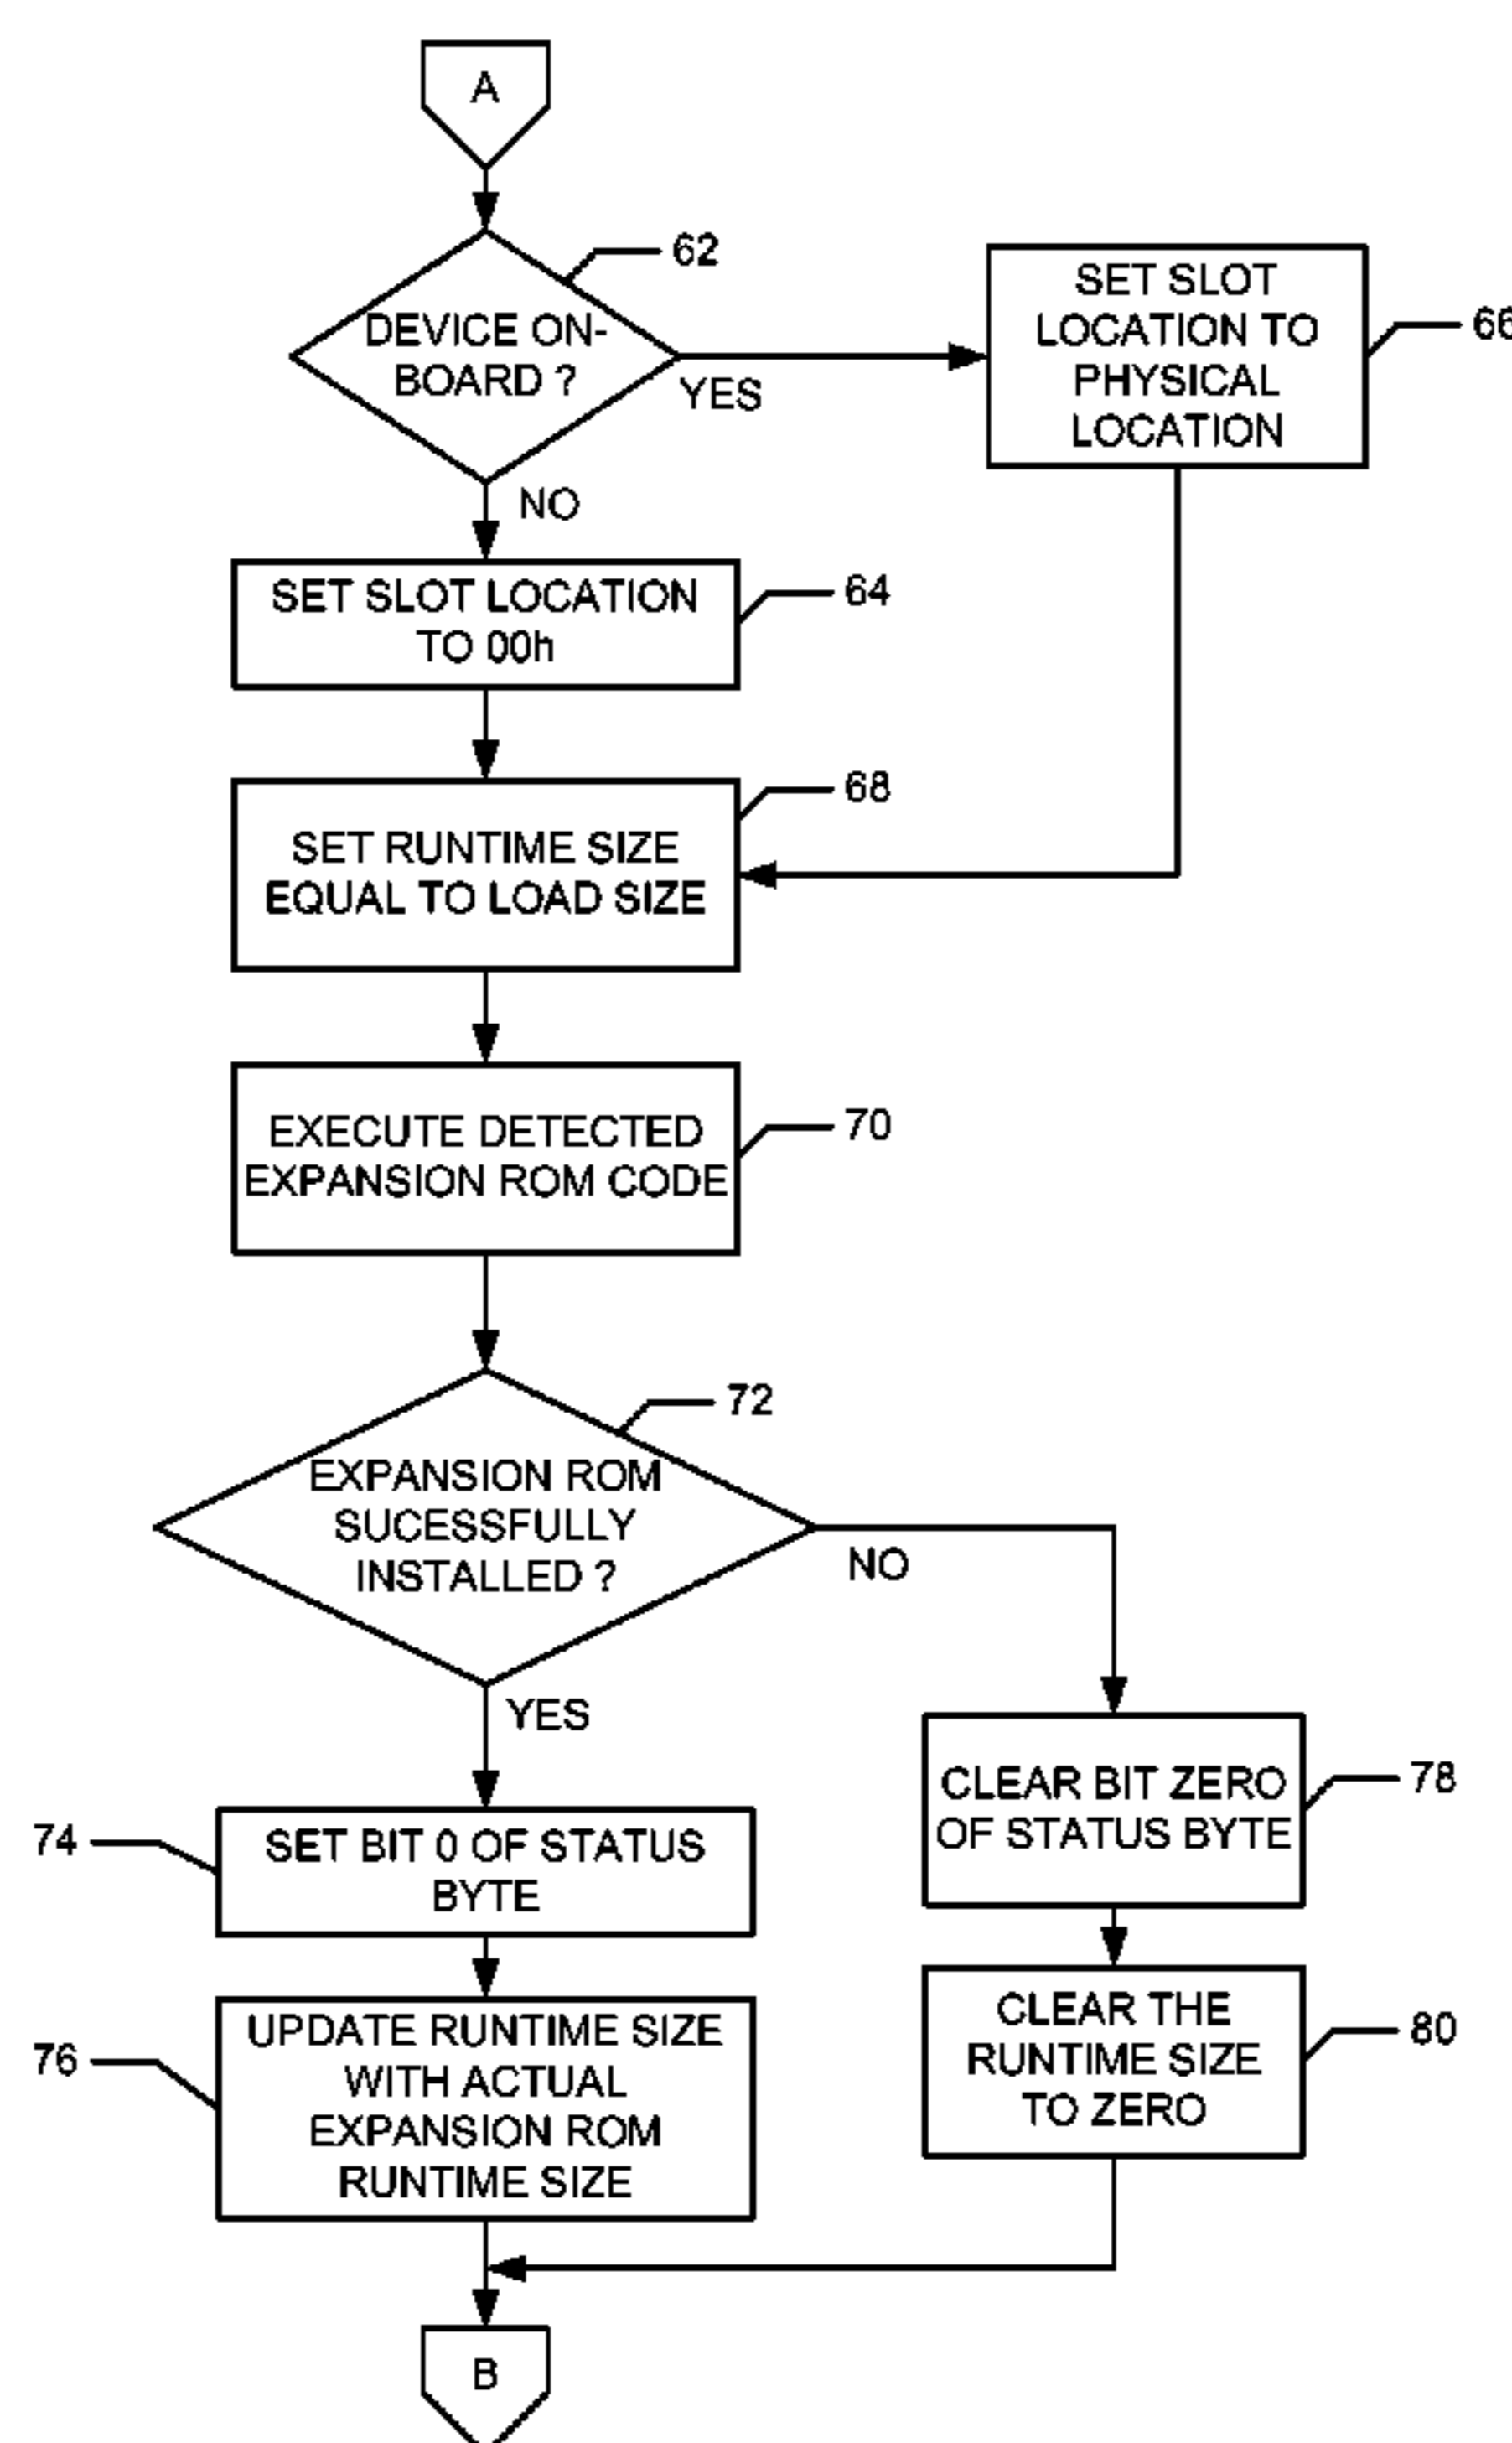 A
62
DEVICE ON-
BOARD ?
YES
NO
SET SLOT
LOCATION TO
PHYSICAL
LOCATION
66
SET SLOT LOCATION
TO 00h
64
SET RUNTIME SIZE
EQUAL TO LOAD SIZE
68
EXECUTE DETECTED
EXPANSION ROM CODE
70
72
EXPANSION ROM
SUCESSFULLY
INSTALLED ?
NO
YES
74
SET BIT 0 OF STATUS
BYTE
CLEAR BIT ZERO
OF STATUS BYTE
78
76
UPDATE RUNTIME SIZE
WITH ACTUAL
EXPANSION ROM
RUNTIME SIZE
CLEAR THE
RUNTIME SIZE
TO ZERO
80
B